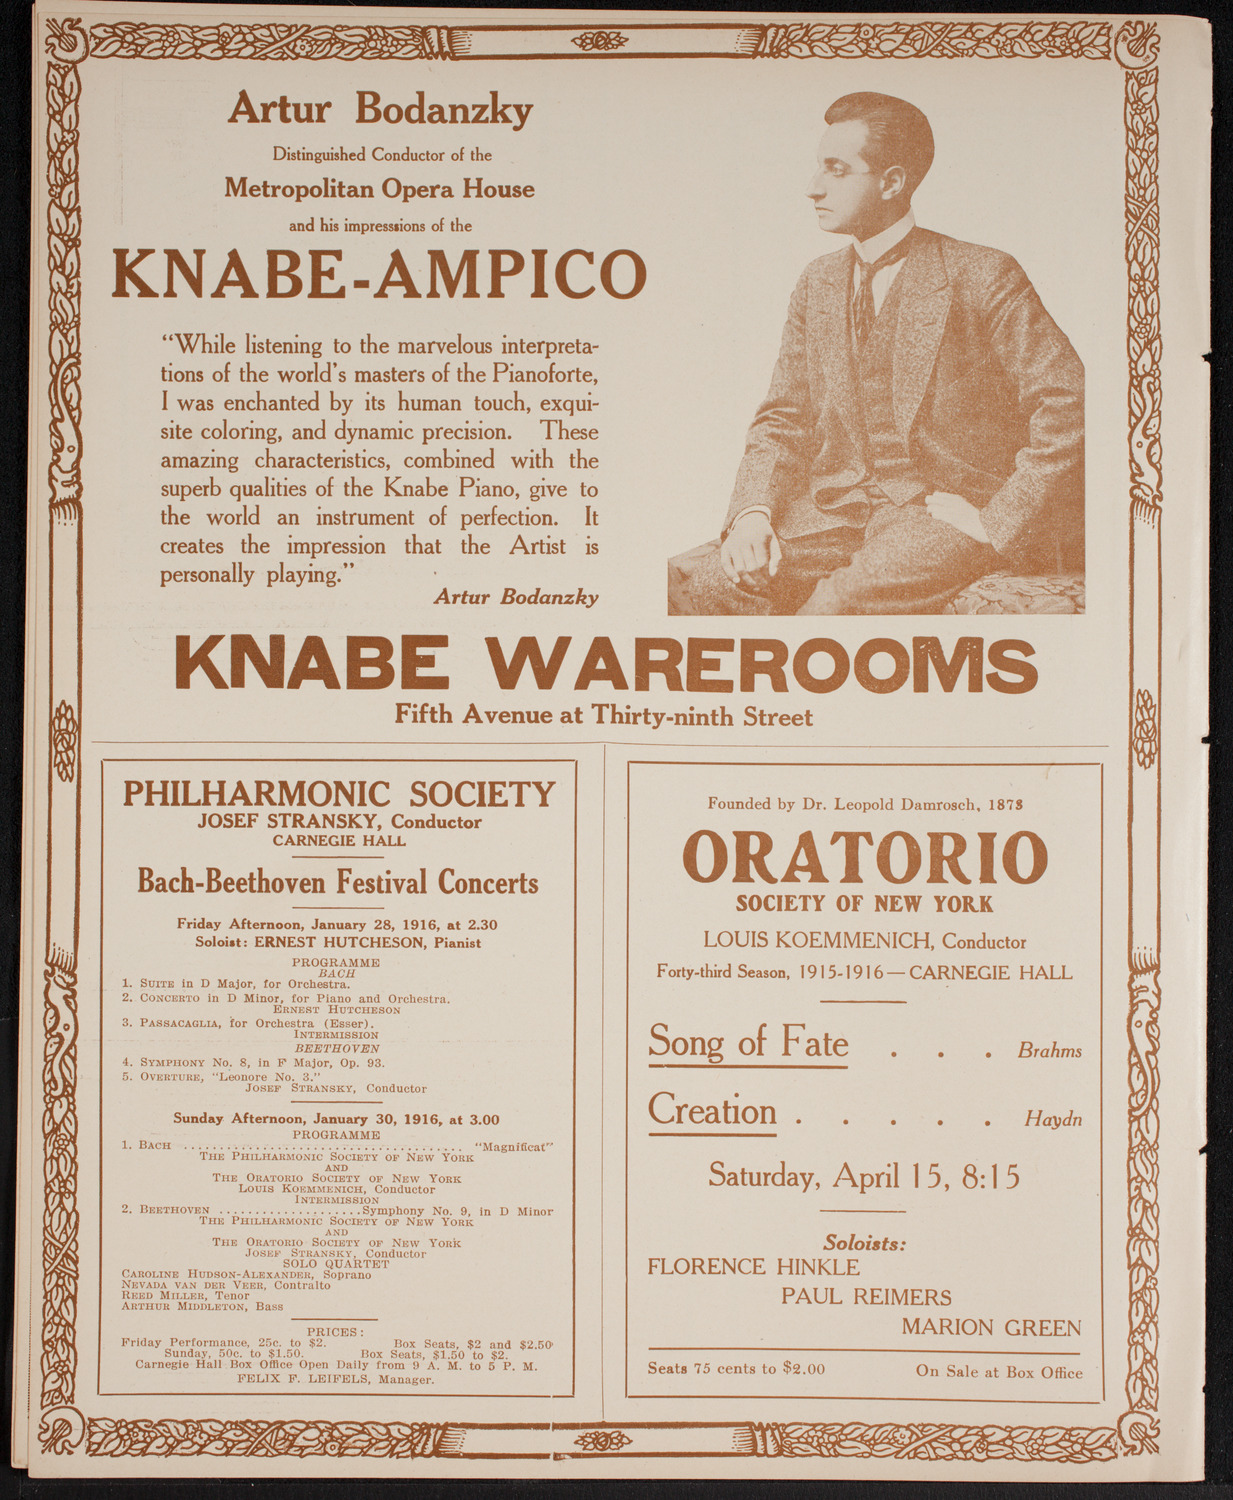 Artur Bodanzky
Distinguished Conductor of the
Metropolitan Opera House
and his impressions of the
KNABE-AMPICO
“While listening to the marvelous interpreta-
tions of the world's masters of the Pianoforte,
I was enchanted by its human touch, exqui-
site coloring, and dynamic precision. These
amazing characteristics, combined with the
superb qualities of the Knabe Piano, give to
the world an instrument of perfection. It
creates the impression that the Artist is
personally playing.”
Artur Bodanzky
KNABE WAREROOMS
Fifth Avenue at Thirty-ninth Street
PHILHARMONIC SOCIETY
JOSEF STRANSKY, Conductor
CARNEGIE HALL
Bach-Beethoven Festival Concerts
Friday Afternoon, January 28, 1916, at 2.30
Soloist: ERNEST HUTCHESON, Pianist
PROGRAMME
BACH
1. SUITE in D Major, for Orchestra.
2. CONCERTO in D Minor, for Piano and Orchestra.
ERNEST HUTCHESON
3. PASSACAGLIA, for Orchestra (Esser).
INTERMISSION
BEETHOVEN
4. SYMPHONY No. 8, in F Major, Op. 93.
5. OVERTURE, "Leonore No. 3."
JOSEF STRANSKY, Conductor
Sunday Afternoon, January 30, 1916, at 3.00
PROGRAMME
1. BACH ................................... "Magnificat"
THE PHILHARMONIC SOCIETY OF NEW YORK
AND
THE ORATORIO SOCIETY OF NEW YORK
LOUIS KOEMMENICH, Conductor
INTERMISSION
2. BEETHOVEN ...................Symphony No. 9, in D Minor
THE PHILHARMONIC SOCIETY OF NEW YORK
AND
THE ORATORIO SOCIETY OF NEW YORK
JOSEF STRANSKY, Conductor
SOLO QUARTET
CAROLINE HUDSON-ALEXANDER, Soprano
NEVADA VAN DER VEER, Contralto
REED MILLER, Tenor
ARTHUR MIDDLETON, Bass
PRICES:
Friday Performance, 25c. to $2. Box Seats, $2 and $2.50
Sunday, 50c. to $1.50. Box Seats, $1.50 to $2.
Carnegie Hall Box Office Open Daily from 9 A. M. to 5 P. M.
FELIX F. LEIFELS, Manager.
Founded by Dr. Leopold Damrosch, 1873
ORATORIO
SOCIETY OF NEW YORK
LOUIS KOEMMENICH, Conductor
Forty-third Season, 1915-1916—CARNEGIE HALL
Song of Fate . . . Brahms
Creation . . . . . Haydn
Saturday, April 15, 8:15
Soloists:
FLORENCE HINKLE
PAUL REIMERS
MARION GREEN
Seats 75 cents to $2.00 On Sale at Box Office